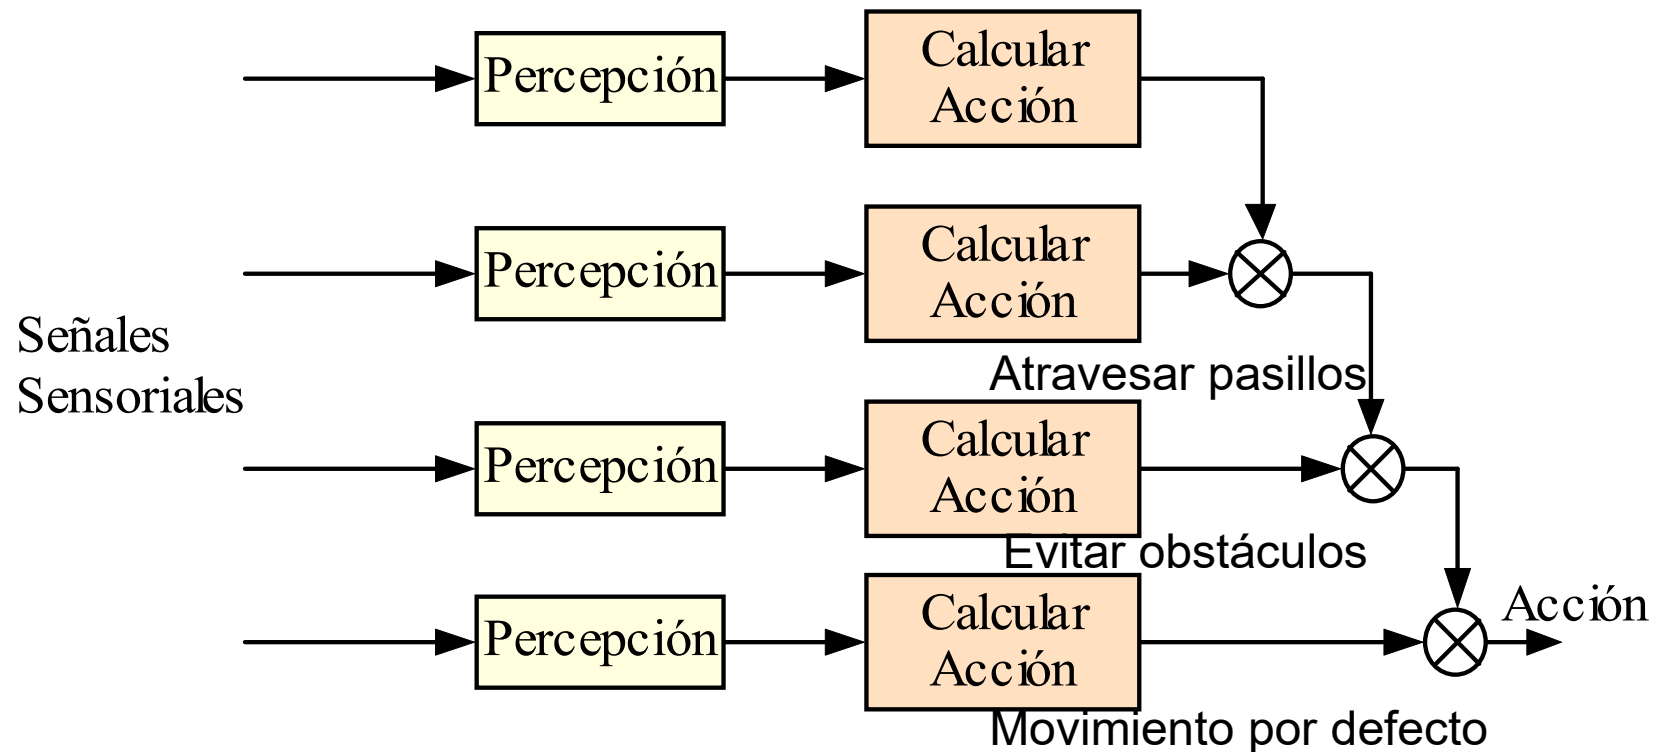 Percepción
Calcular
Acción
Percepción
Calcular
Acción
Señales
Sensoriales
Atravesar pasillos
Percepción
Calcular
Acción
Evitar obstáculos
Percepción
Calcular
Acción
Acción
Movimiento por defecto